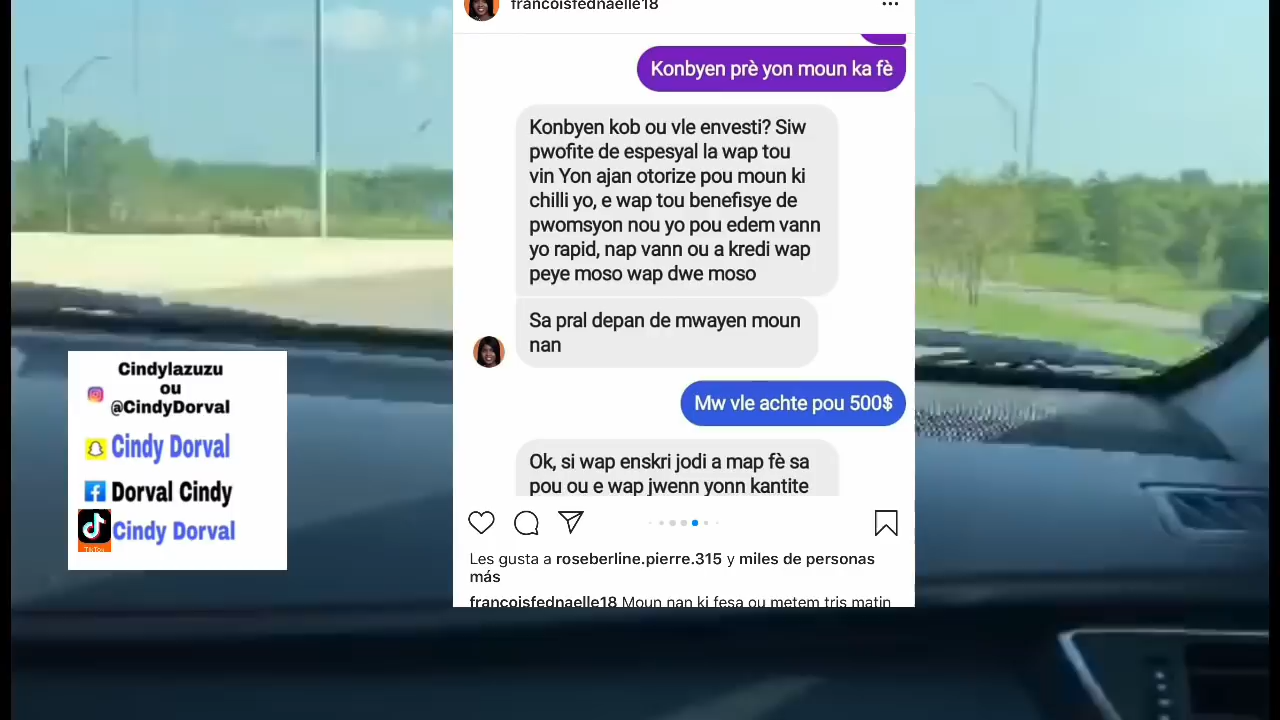 francoisfednaelle18
Konbyen prè yon moun ka fè
Konbyen kob ou vle envesti? Siw
pwofite de espesyal la wap tou
vin Yon ajan otorize pou moun ki
chilli yo, e wap tou benefisye de
pwomsyon nou yo pou edem vann
yo rapid, nap vann ou a kredi wap
peye moso wap dwe moso
Sa pral depan de mwayen moun
nan
Mw vle achte pou 500$
Ok, si wap enskri jodi a map fè sa
pou ou e wap jwenn yonn kantite
Les gusta a roseberline.pierre.315 y miles de personas
más
francoisfednaelle18 Moun nan ki fesa ou metem tris matin
Cindylazuzu
ou
@CindyDorval
Cindy Dorval
Dorval Cindy
Cindy Dorval